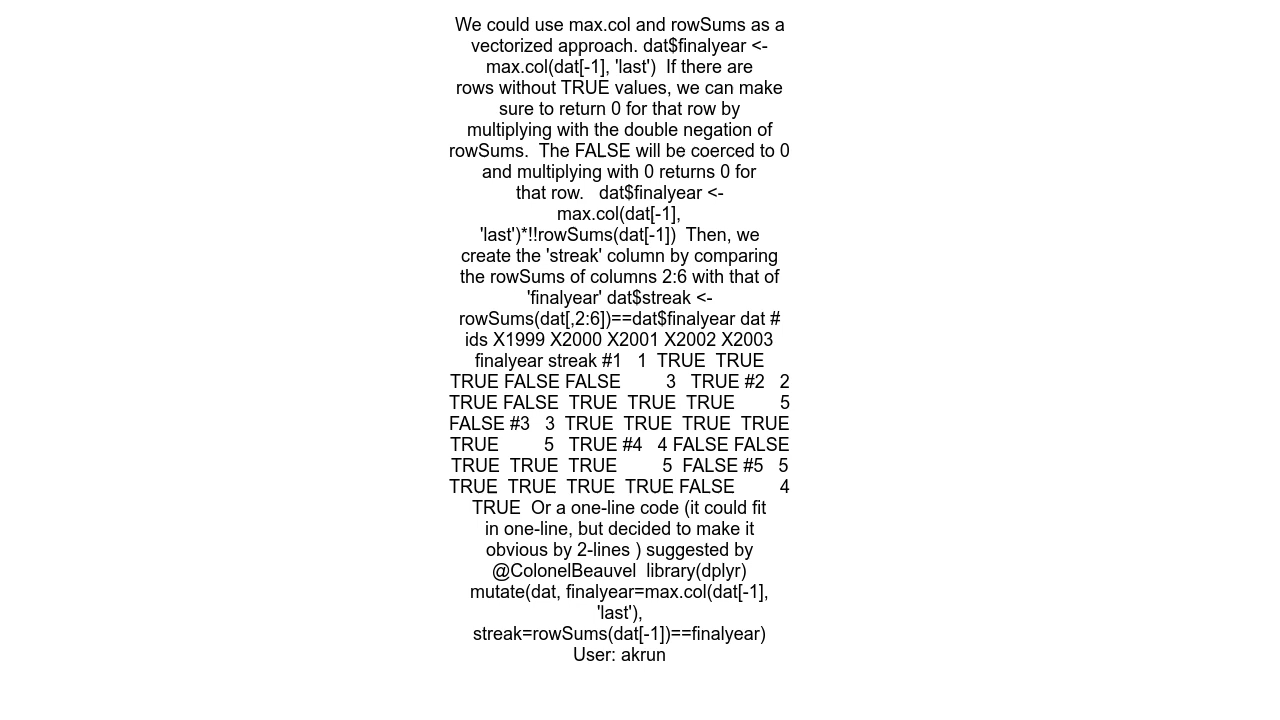 We could use max.col and rowSums as a
vectorized approach. dat$finalyear <-
max.col(dat[-1], 'last')  If there are
rows without TRUE values, we can make
sure to return 0 for that row by
multiplying with the double negation of
rowSums.  The FALSE will be coerced to 0
and multiplying with 0 returns 0 for
that row.   dat$finalyear <-
max.col(dat[-1],
'last')*!!rowSums(dat[-1])  Then, we
create the 'streak' column by comparing
the rowSums of columns 2:6 with that of
'finalyear' dat$streak <-
rowSums(dat[,2:6])==dat$finalyear dat #
ids X1999 X2000 X2001 X2002 X2003
finalyear streak #1   1  TRUE  TRUE
TRUE FALSE FALSE         3   TRUE #2   2
TRUE FALSE  TRUE  TRUE  TRUE         5
FALSE #3   3  TRUE  TRUE  TRUE  TRUE
TRUE         5   TRUE #4   4 FALSE FALSE
TRUE  TRUE  TRUE         5  FALSE #5   5
TRUE  TRUE  TRUE  TRUE FALSE         4
TRUE  Or a one-line code (it could fit
in one-line, but decided to make it
obvious by 2-lines ) suggested by
@ColonelBeauvel  library(dplyr)
mutate(dat, finalyear=max.col(dat[-1],
'last'),
streak=rowSums(dat[-1])==finalyear)
User: akrun